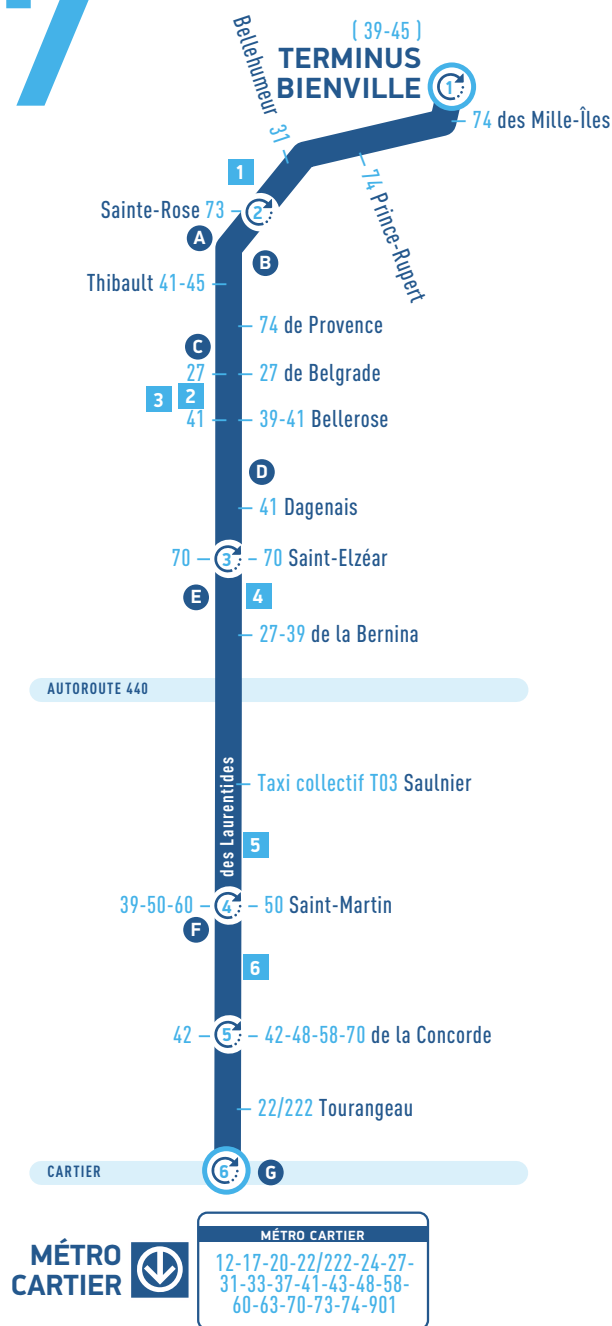 7
( 39-45 )
TERMINUS
BIENVILLE
1
74 des Mille-Îles
Bellehumeur 31
74 Prince-Rupert
1
Sainte-Rose 73
2
A
B
Thibault 41-45
74 de Provence
C
27
27 de Belgrade
3
2
41
39-41 Bellerose
D
41 Dagenais
70
3
70 Saint-Elzéar
E
4
27-39 de la Bernina
AUTOROUTE 440
des Laurentides
Taxi collectif T03 Saulnier
5
39-50-60
4
50 Saint-Martin
F
6
42
5
42-48-58-70 de la Concorde
22/222 Tourangeau
CARTIER
6
G
MÉTRO
CARTIER
MÉTRO CARTIER
12-17-20-22/222-24-27-
31-33-37-41-43-48-58-
60-63-70-73-74-901